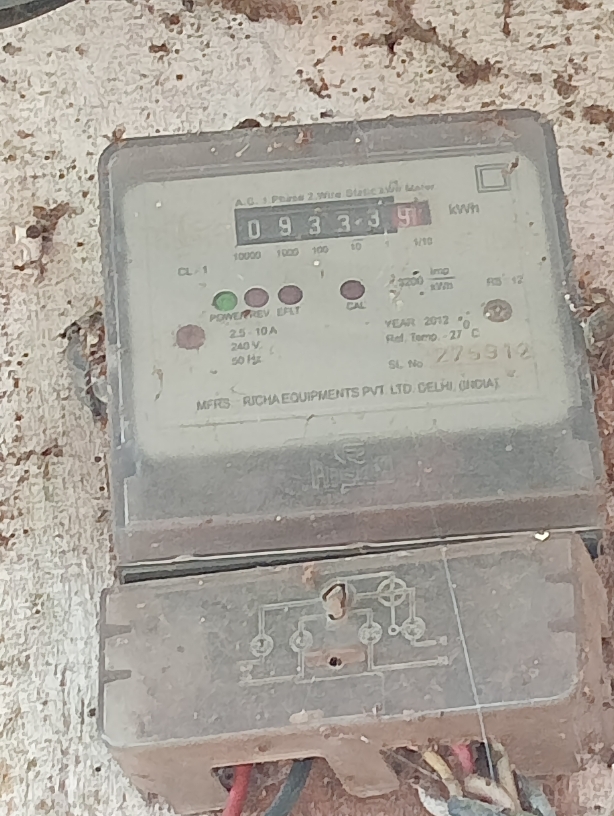 A.C. 1 Phase 2 Wire Static kWh Meter
0 9 3 3 3 9 kWh
10000 1000 100 10 1 1/10
CL - 1
3200 imp/kWh
RS 12
POWER REV EFLT CAL
2.5 - 10 A
240 V.
50 Hz
YEAR 2012
Ref. Temp - 27 °C
SL. No. 275912
MFRS RICHA EQUIPMENTS PVT. LTD. DELHI, (INDIA)